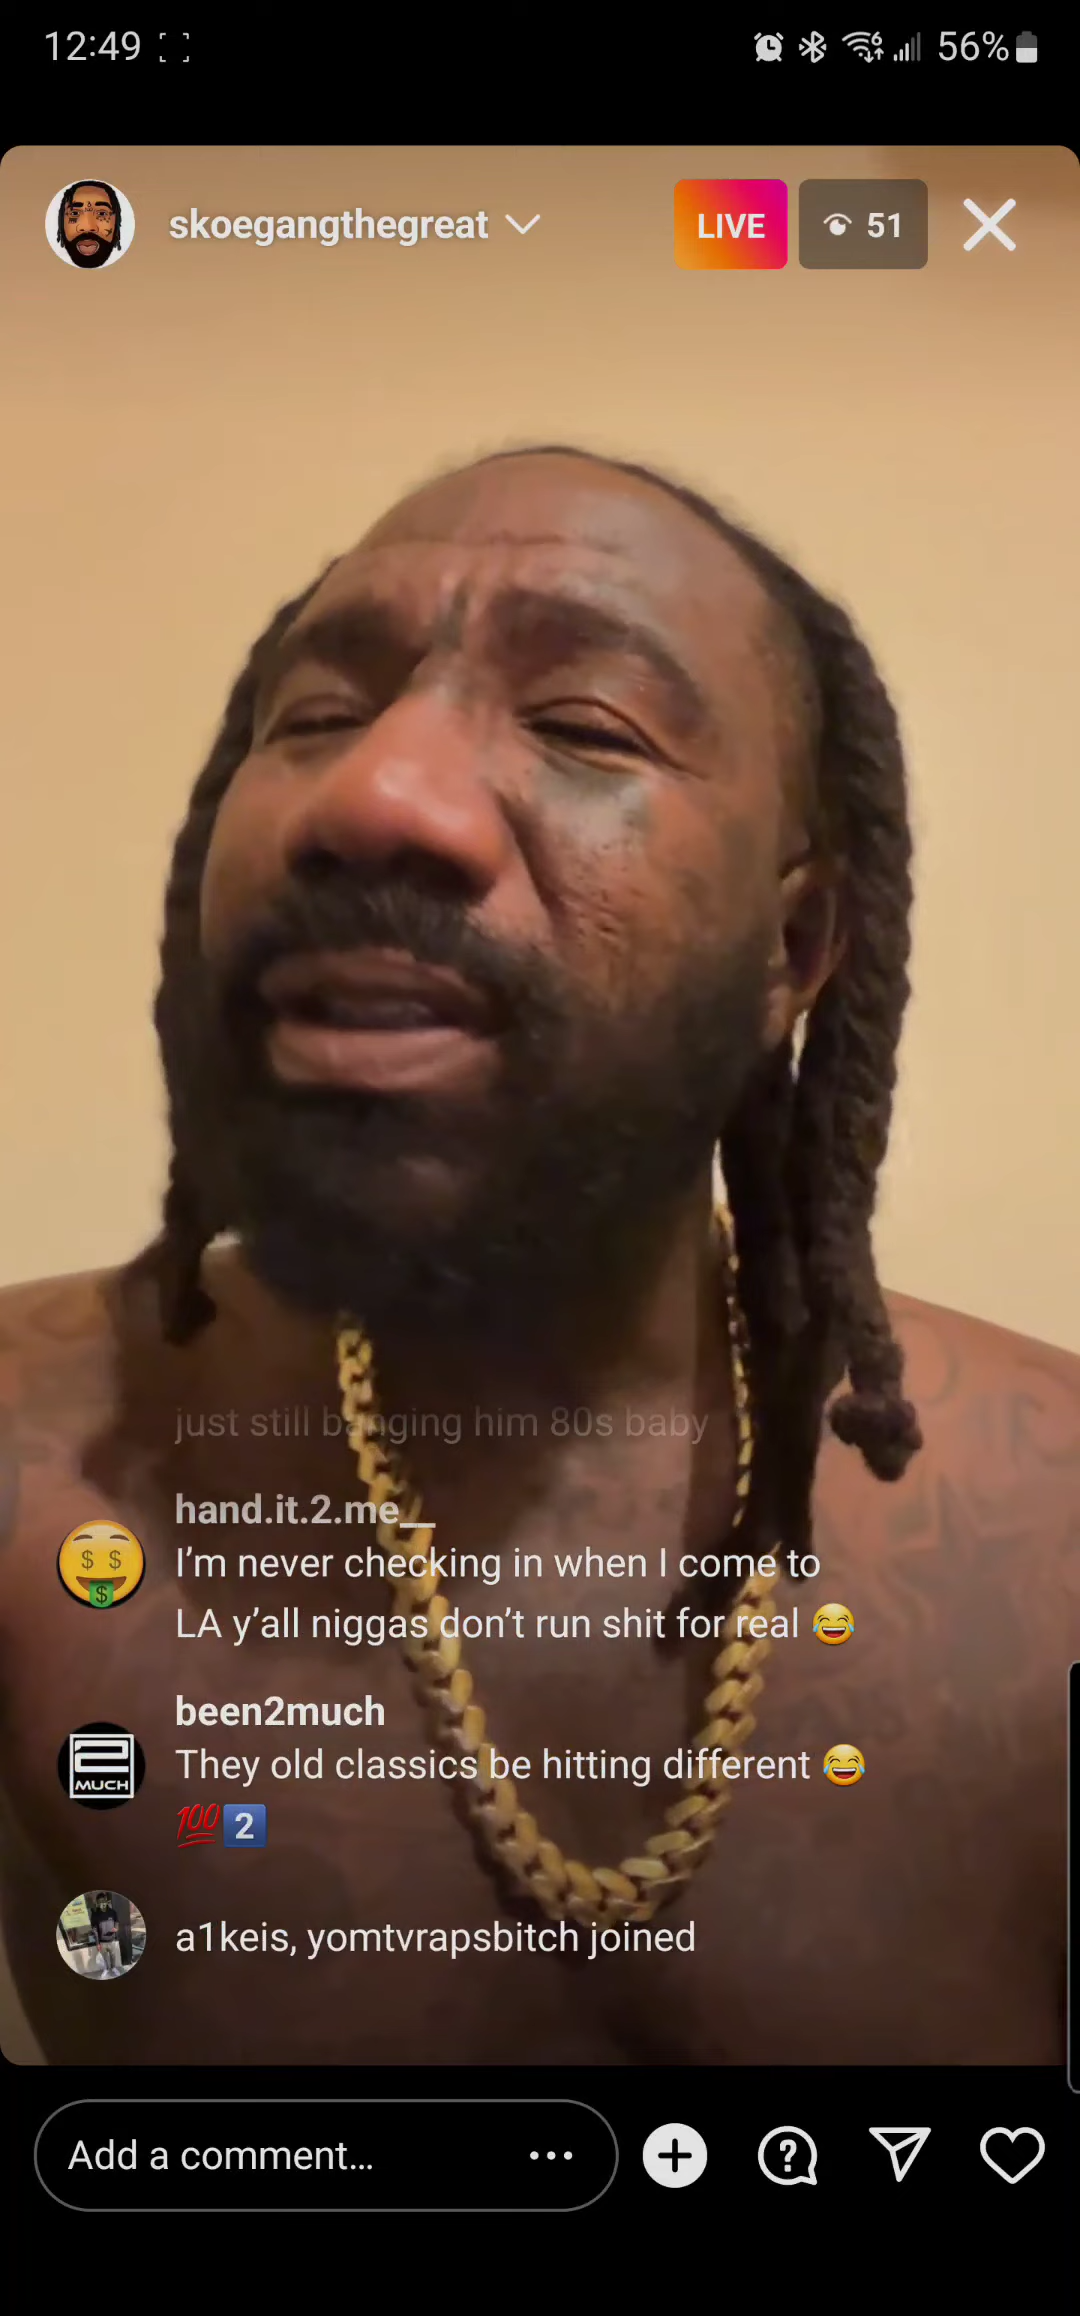 12:49
56%
skoegangthegreat
LIVE
51
just still banging him 80s baby
hand.it.2.me__
I'm never checking in when I come to
LA y'all niggas don't run shit for real 😂
been2much
They old classics be hitting different 😂
💯2️⃣
2
MUCH
a1keis, yomtvrapsbitch joined
Add a comment...